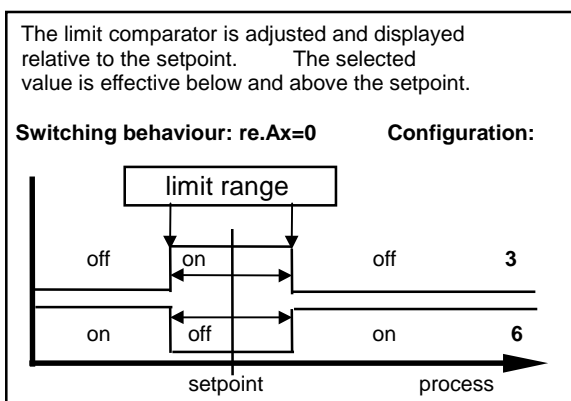 The limit comparator is adjusted and displayed
relative to the setpoint. The selected
value is effective below and above the setpoint.
Switching behaviour: re.Ax=0 Configuration:
limit range
off on off 3
on off on 6
setpoint process